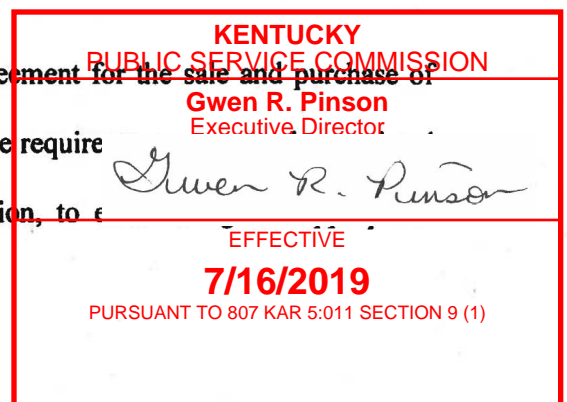 KENTUCKY
PUBLIC SERVICE COMMISSION
eement for the sale and purchase of
Gwen R. Pinson
Executive Director
e require
Gwen R. Pinson
ion, to e
EFFECTIVE
7/16/2019
PURSUANT TO 807 KAR 5:011 SECTION 9 (1)